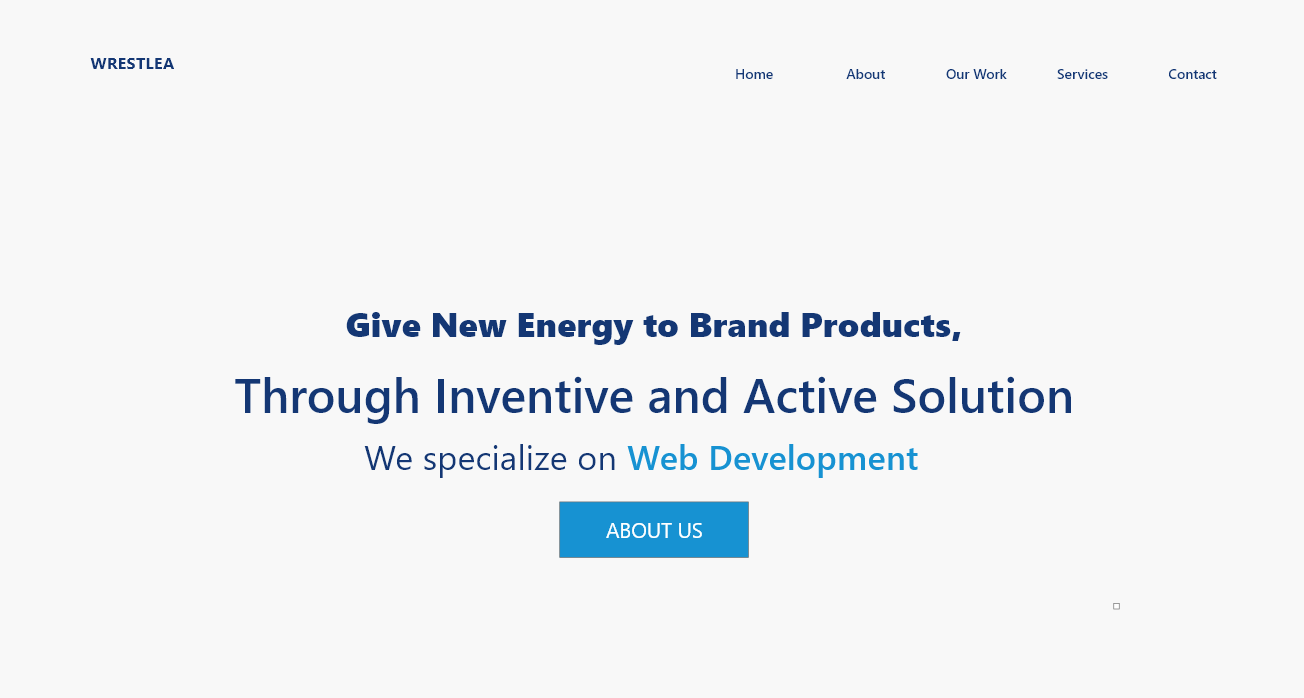 WRESTLEA
Home About Our Work Services Contact
Give New Energy to Brand Products,
Through Inventive and Active Solution
We specialize on Web Development
ABOUT US